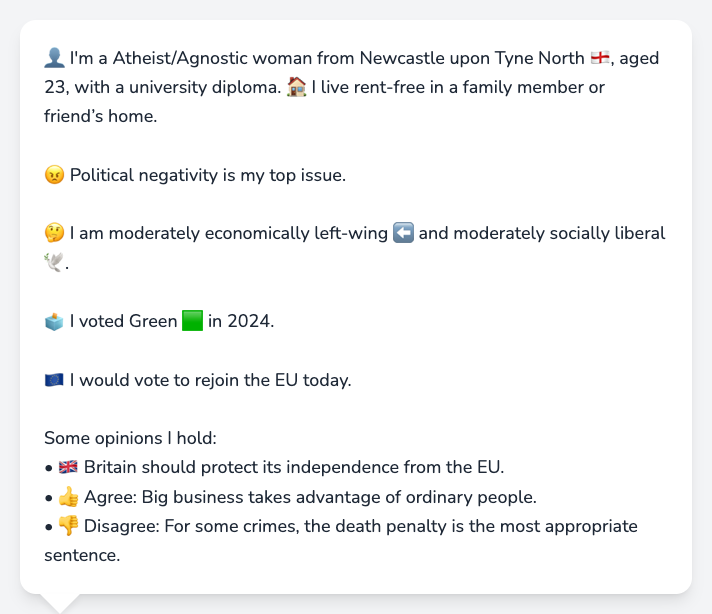 👤 I'm a Atheist/Agnostic woman from Newcastle upon Tyne North 🏴󠁧󠁢󠁥󠁮󠁧󠁿, aged
23, with a university diploma. 🏠 I live rent-free in a family member or
friend’s home.
😠 Political negativity is my top issue.
🤔 I am moderately economically left-wing ⬅️ and moderately socially liberal
🕊️.
🗳️ I voted Green 🟩 in 2024.
🇪🇺 I would vote to rejoin the EU today.
Some opinions I hold:
• 🇬🇧 Britain should protect its independence from the EU.
• 👍 Agree: Big business takes advantage of ordinary people.
• 👎 Disagree: For some crimes, the death penalty is the most appropriate
sentence.